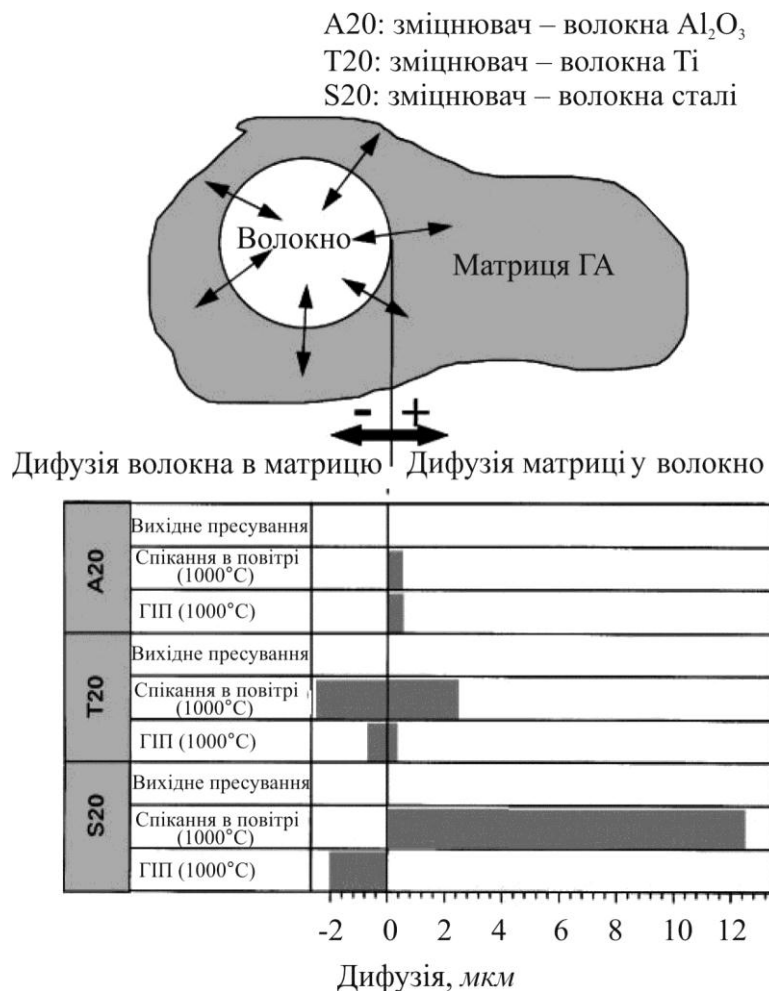 A20: зміцнювач – волокна Al₂O₃
T20: зміцнювач – волокна Ti
S20: зміцнювач – волокна сталі
Волокно
Матриця ГА
- +
Дифузія волокна в матрицю
Дифузія матриці у волокно
A20
Вихідне пресування
Спікання в повітрі
(1000°C)
ГІП (1000°C)
T20
Вихідне пресування
Спікання в повітрі
(1000°C)
ГІП (1000°C)
S20
Вихідне пресування
Спікання в повітрі
(1000°C)
ГІП (1000°C)
-2 0 2 4 6 8 10 12
Дифузія, мкм